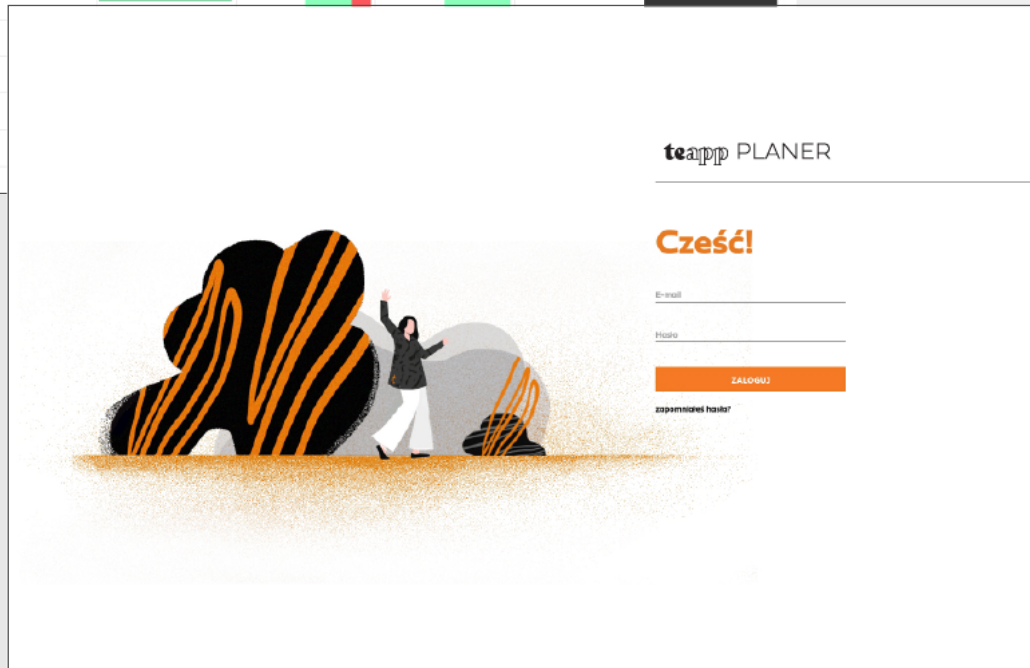 teapp PLANER
Cześć!
E-mail
Hasło
ZALOGUJ
zapomniałeś hasła?